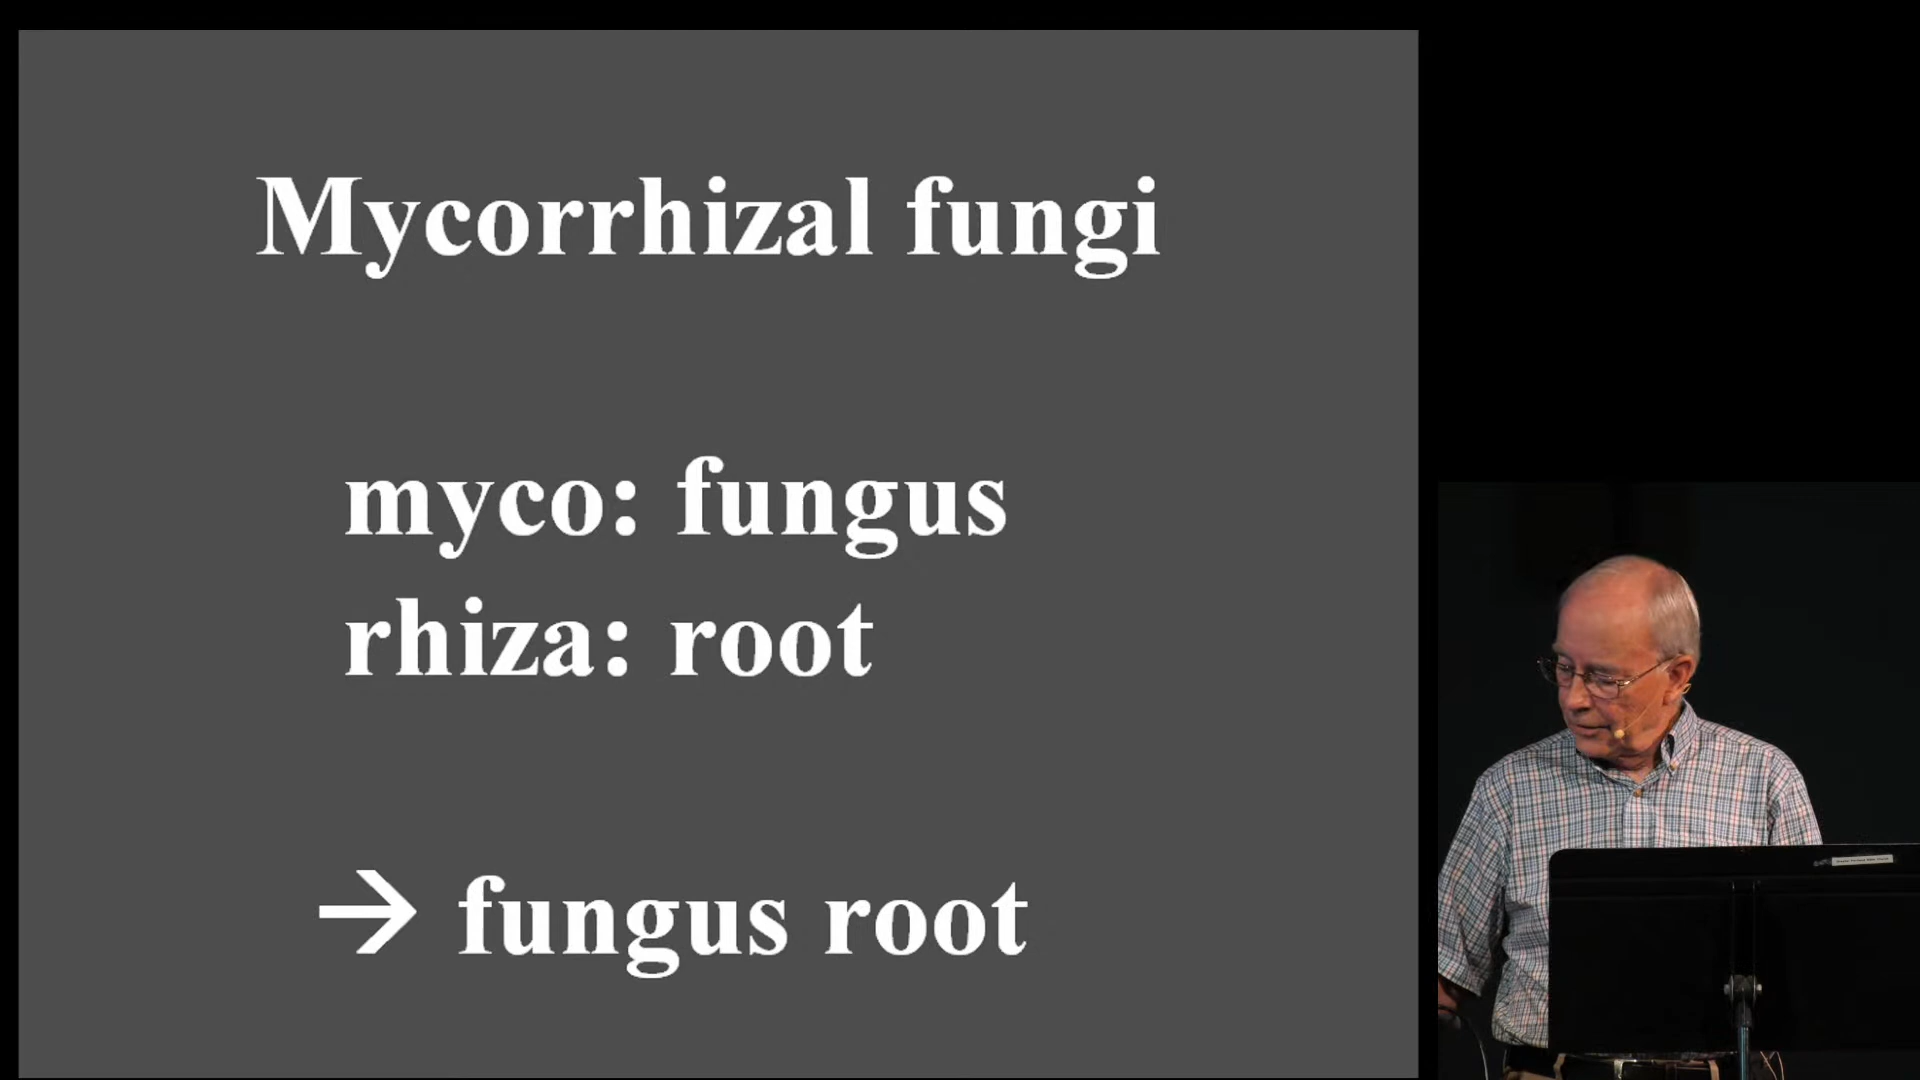 Mycorrhizal fungi
myco: fungus
rhiza: root
→ fungus root